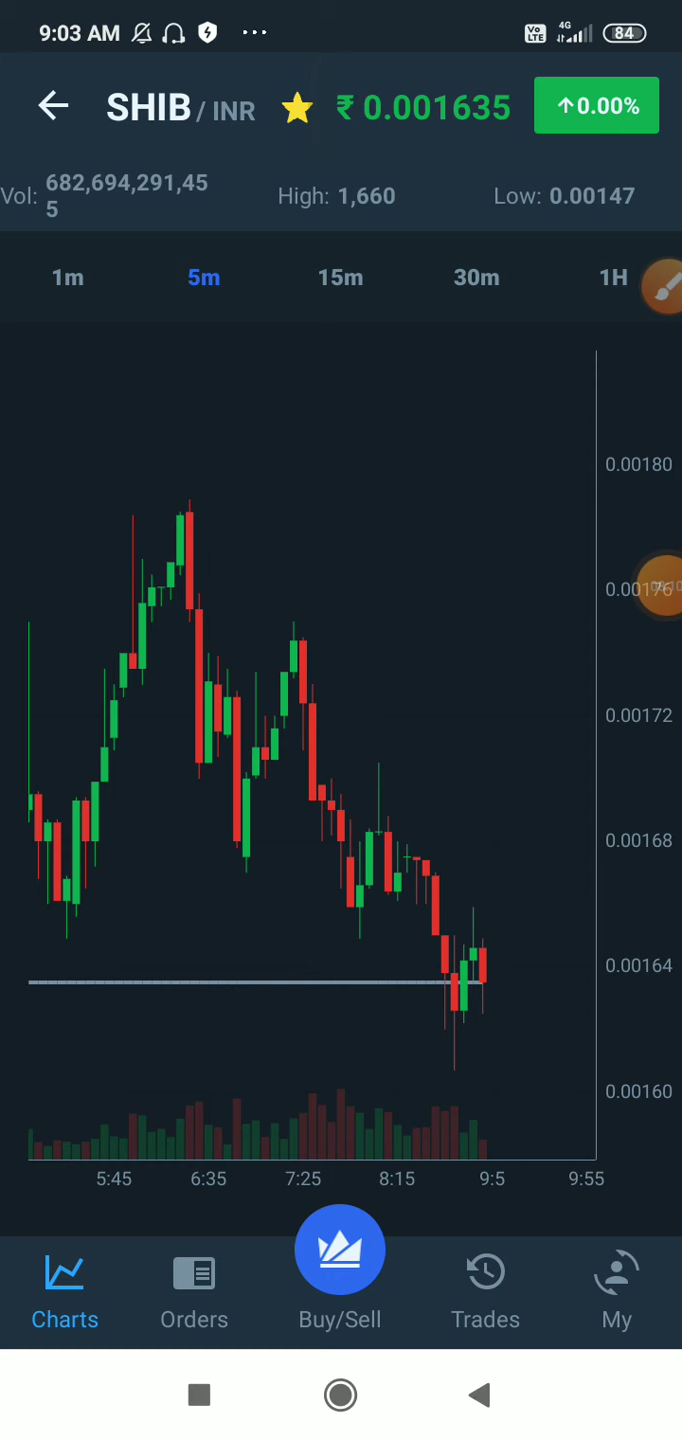 9:03 AM ... Vo LTE 4G 84
SHIB / INR ₹ 0.001635 ↑0.00%
Vol: 682,694,291,45
5 High: 1,660 Low: 0.00147
1m 5m 15m 30m 1H
0.00180
0.00176
0.00172
0.00168
0.00164
0.00160
5:45 6:35 7:25 8:15 9:5 9:55
Charts Orders Buy/Sell Trades My